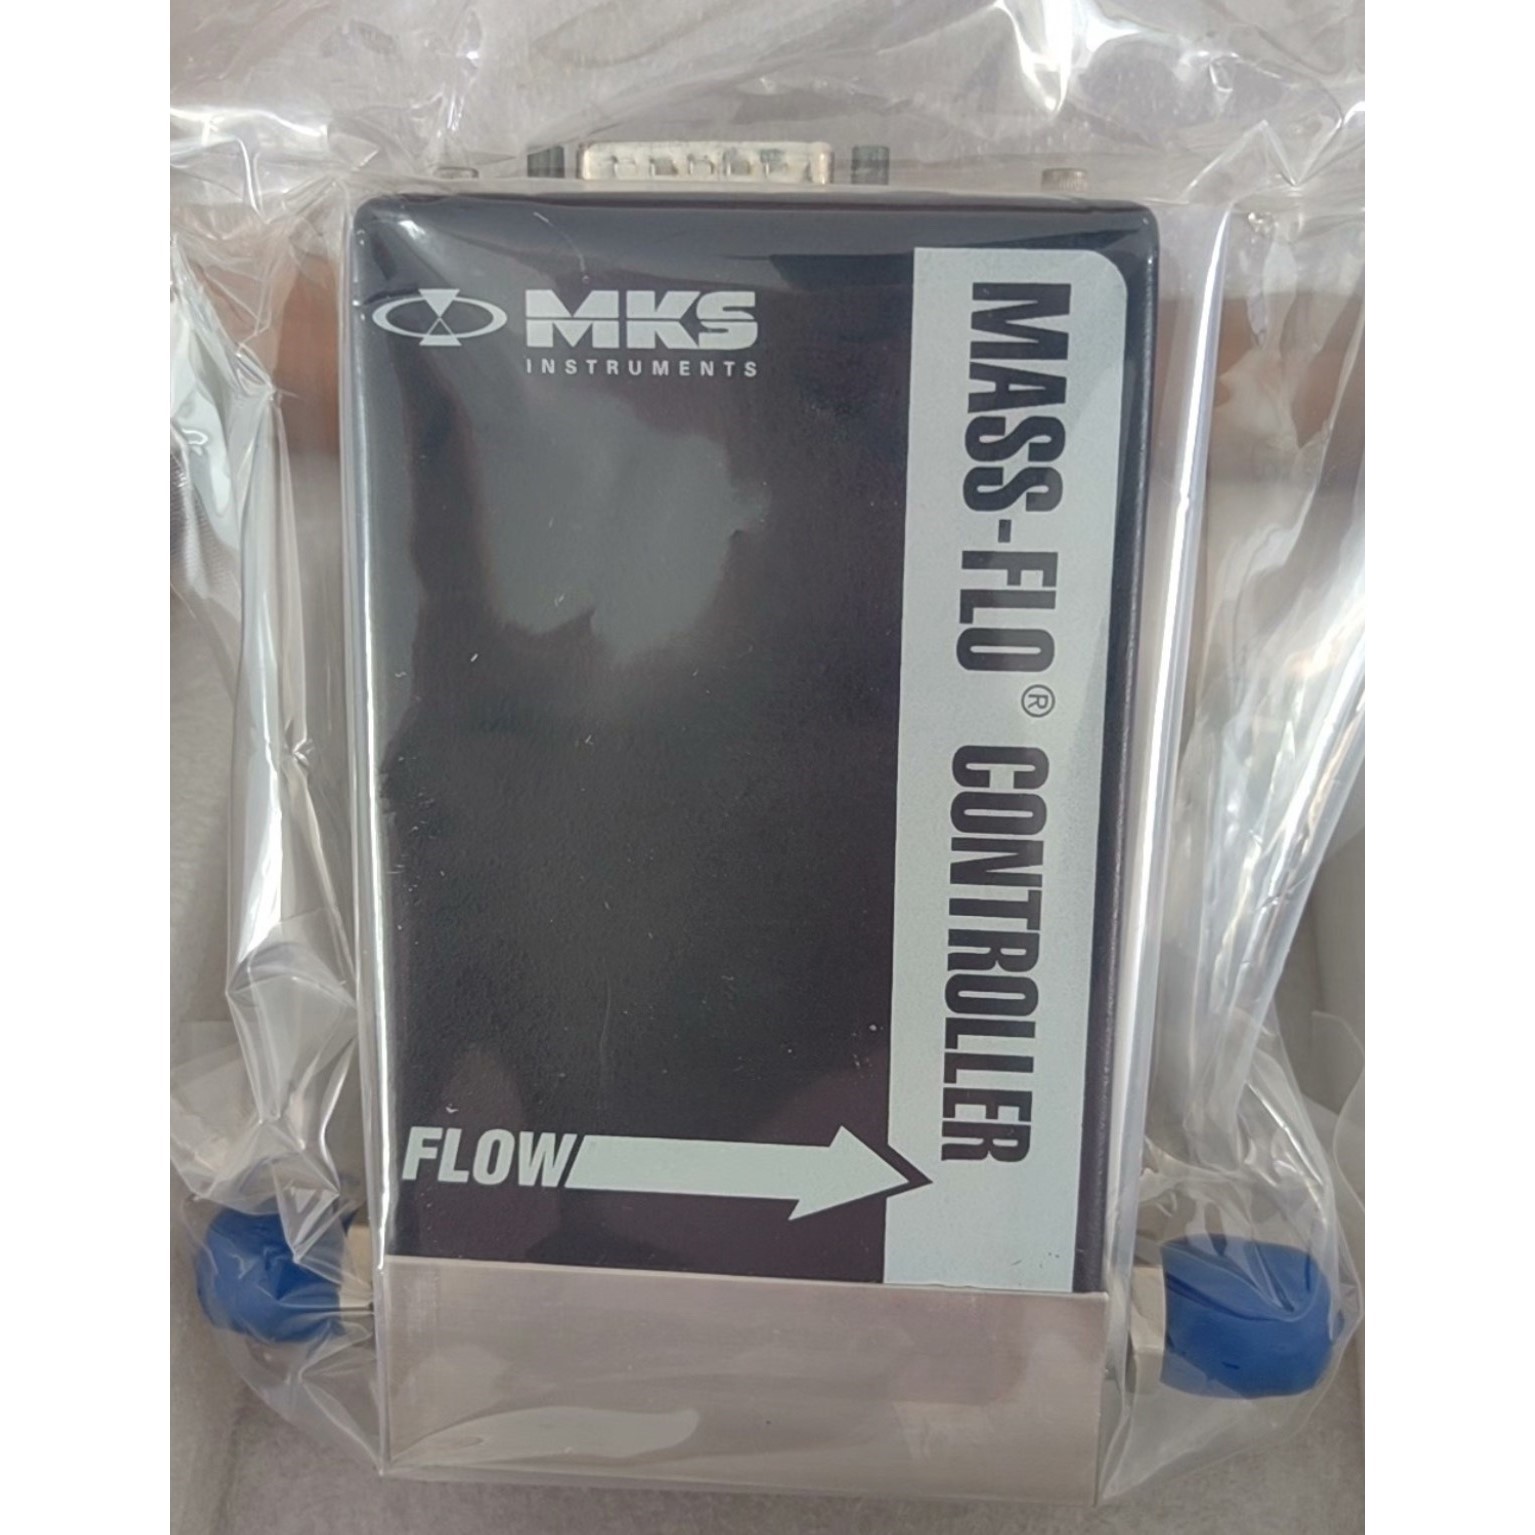 MKS
INSTRUMENTS
MASS-FLO® CONTROLLER
FLOW